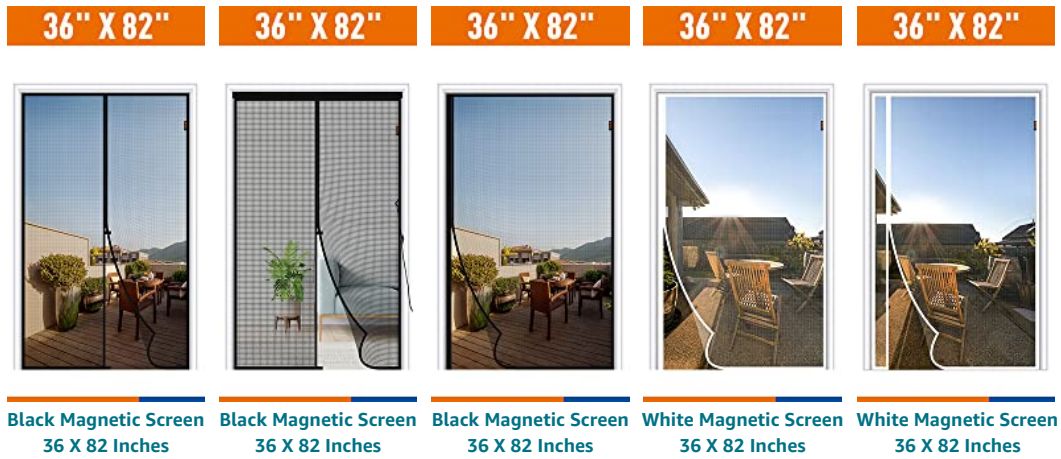 36" X 82"
36" X 82"
36" X 82"
36" X 82"
36" X 82"
Black Magnetic Screen
36 X 82 Inches
Black Magnetic Screen
36 X 82 Inches
Black Magnetic Screen
36 X 82 Inches
White Magnetic Screen
36 X 82 Inches
White Magnetic Screen
36 X 82 Inches